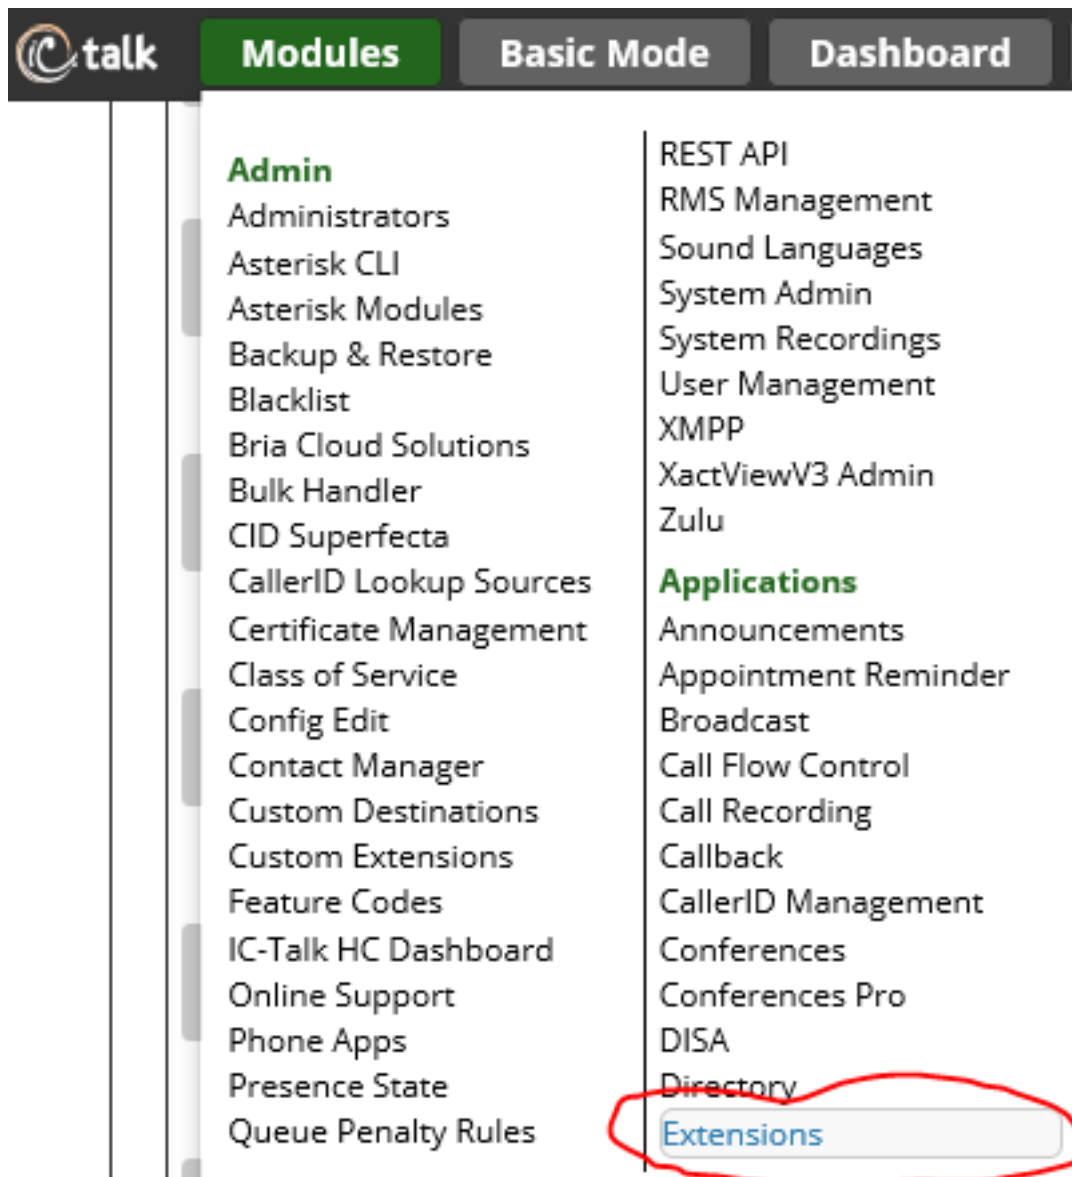 iC talk Modules Basic Mode Dashboard
Admin
Administrators
Asterisk CLI
Asterisk Modules
Backup & Restore
Blacklist
Bria Cloud Solutions
Bulk Handler
CID Superfecta
CallerID Lookup Sources
Certificate Management
Class of Service
Config Edit
Contact Manager
Custom Destinations
Custom Extensions
Feature Codes
IC-Talk HC Dashboard
Online Support
Phone Apps
Presence State
Queue Penalty Rules
REST API
RMS Management
Sound Languages
System Admin
System Recordings
User Management
XMPP
XactViewV3 Admin
Zulu
Applications
Announcements
Appointment Reminder
Broadcast
Call Flow Control
Call Recording
Callback
CallerID Management
Conferences
Conferences Pro
DISA
Directory
Extensions